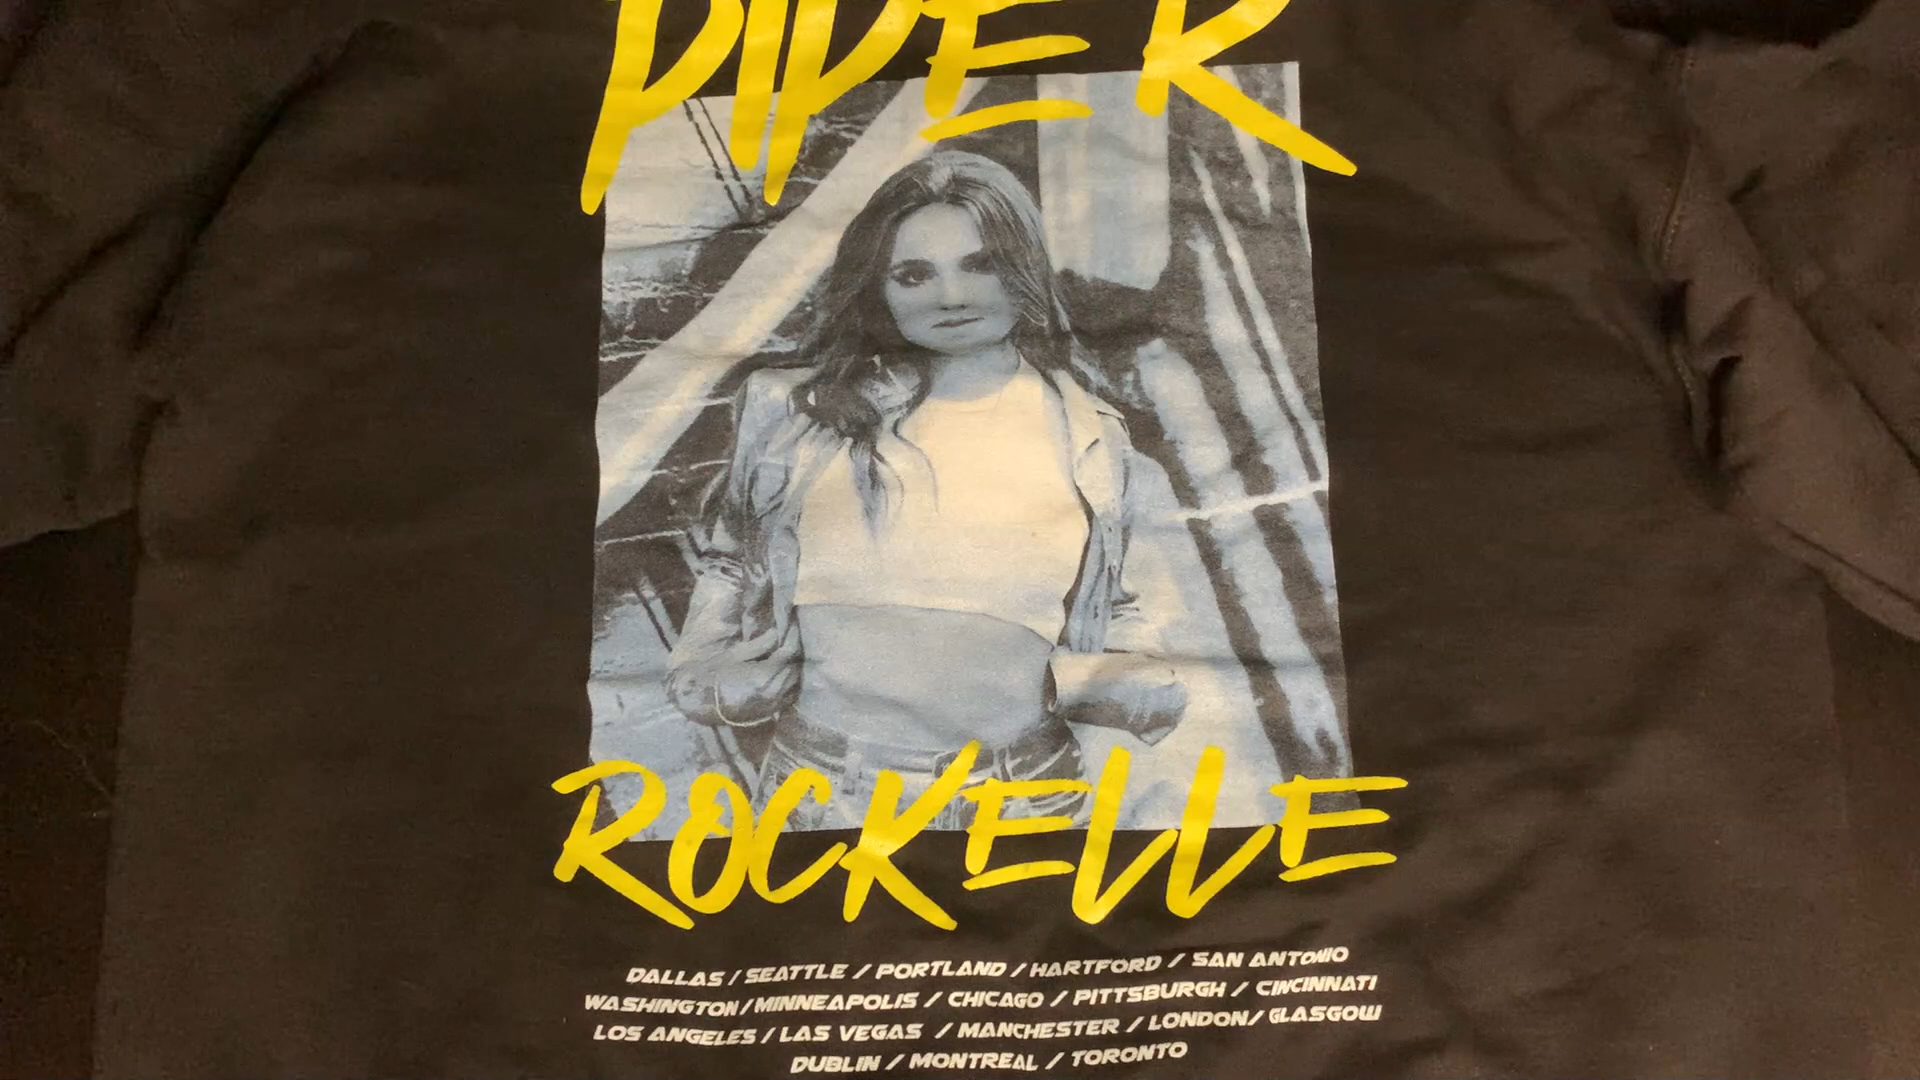 PIPER
ROCKELLE
DALLAS / SEATTLE / PORTLAND / HARTFORD / SAN ANTONIO
WASHINGTON / MINNEAPOLIS / CHICAGO / PITTSBURGH / CINCINNATI
LOS ANGELES / LAS VEGAS / MANCHESTER / LONDON / GLASGOW
DUBLIN / MONTREAL / TORONTO